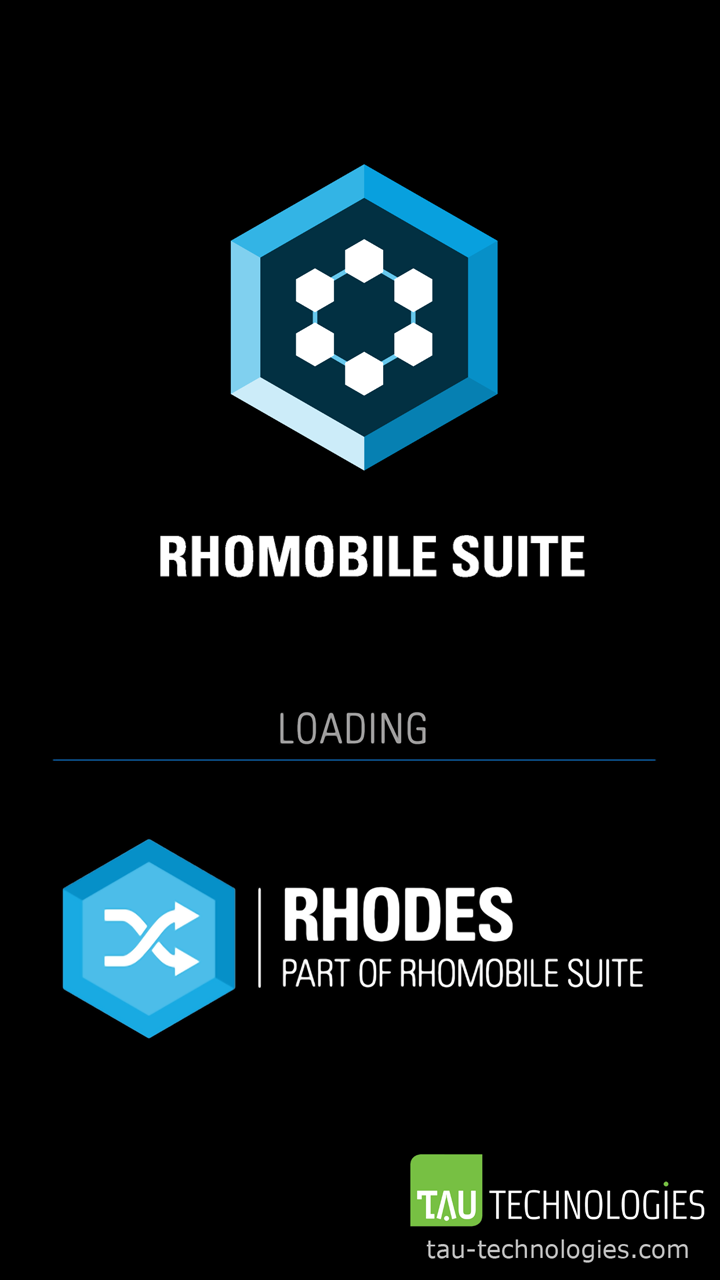 RHOMOBILE SUITE
LOADING
RHODES
PART OF RHOMOBILE SUITE
TAU TECHNOLOGIES
tau-technologies.com